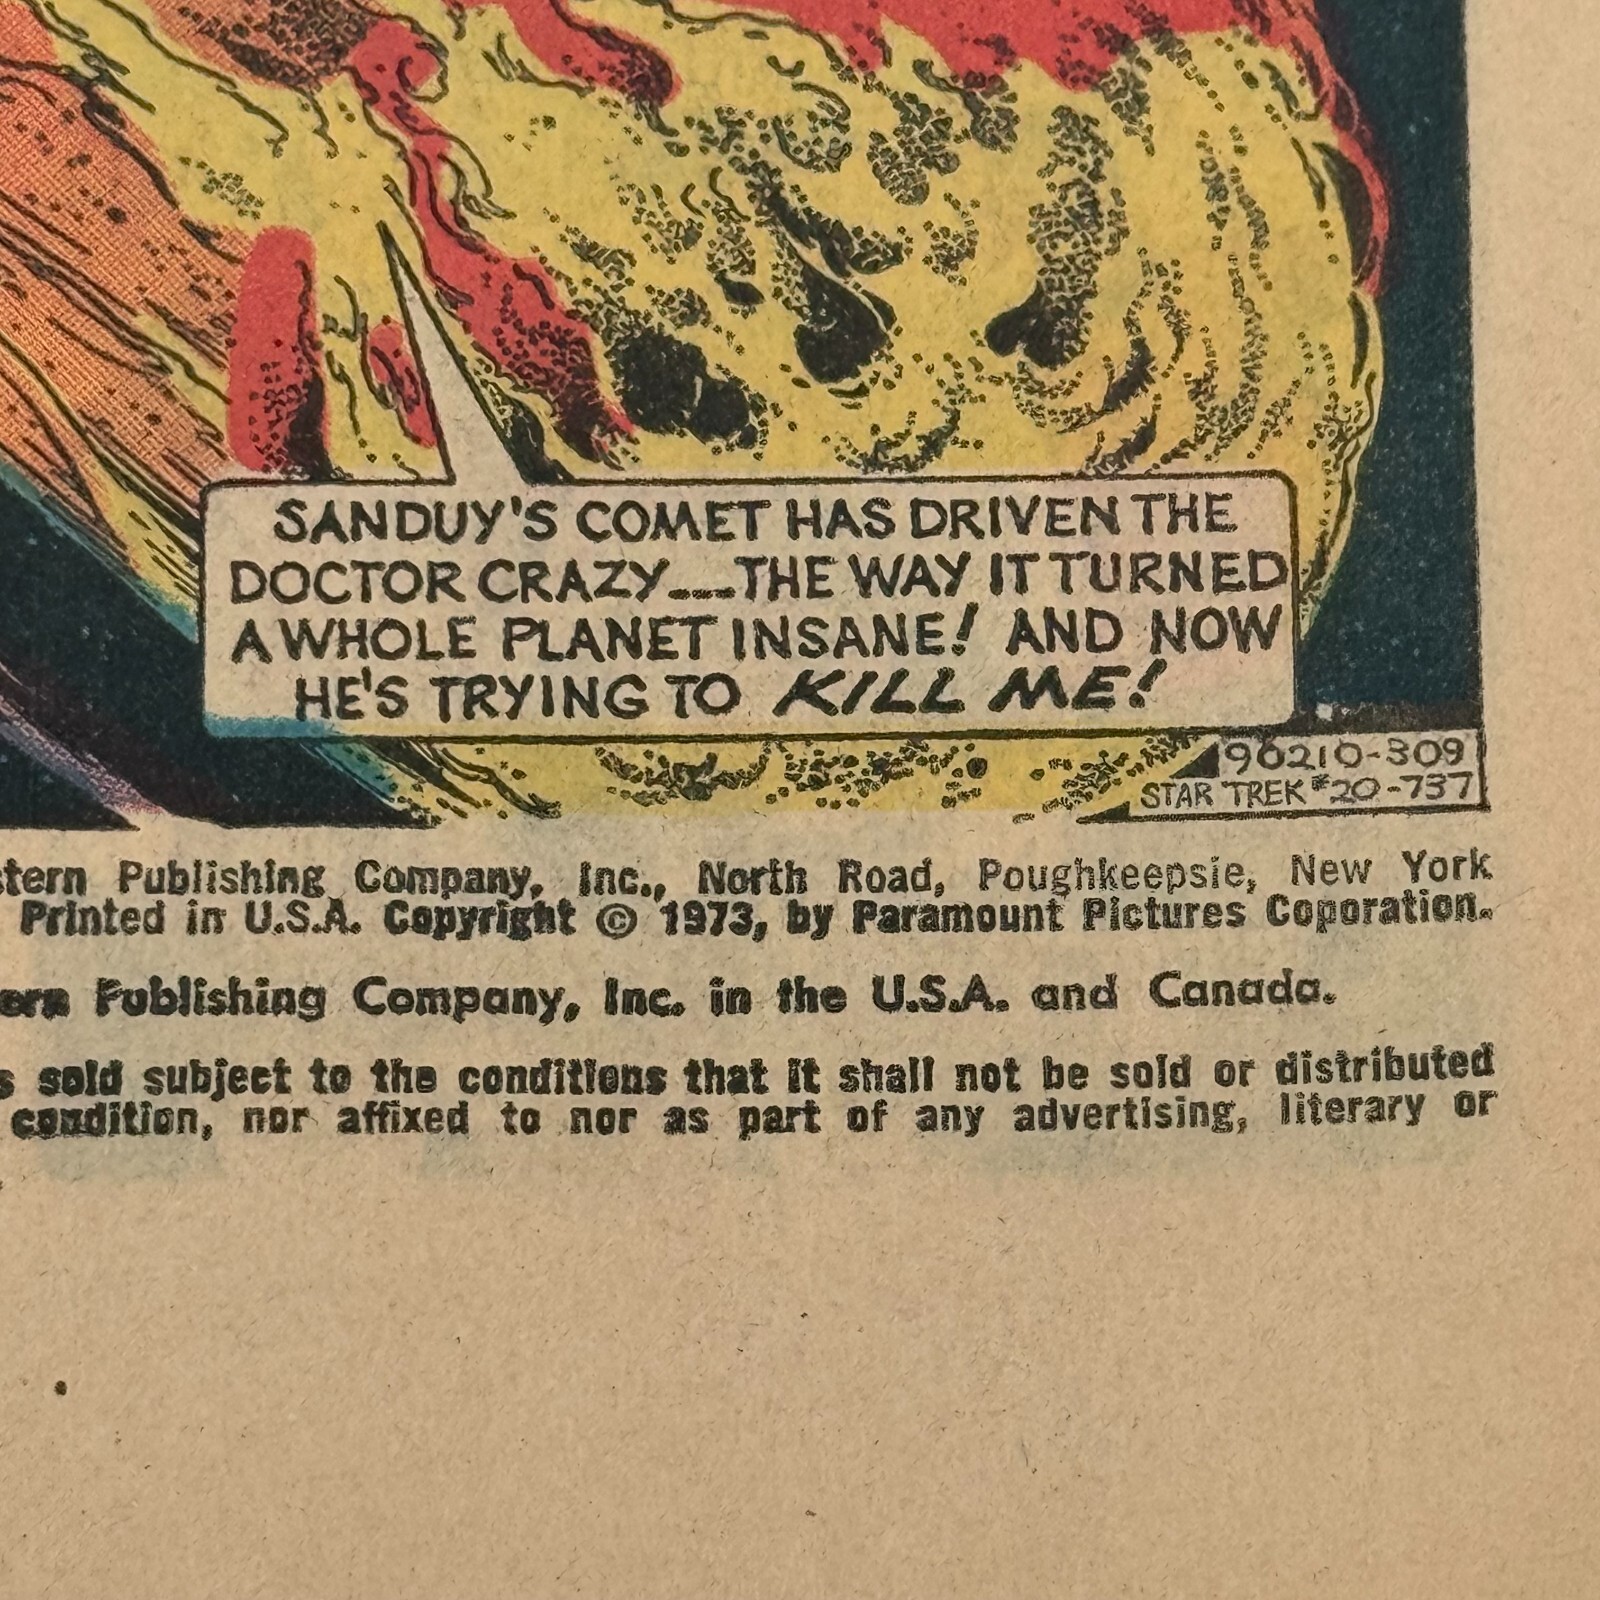 SANDUY'S COMET HAS DRIVEN THE
DOCTOR CRAZY---THE WAY IT TURNED
A WHOLE PLANET INSANE! AND NOW
HE'S TRYING TO KILL ME!
90210-309
STAR TREK #20-737
tern Publishing Company, Inc., North Road, Poughkeepsie, New York
Printed in U.S.A. Copyright © 1973, by Paramount Pictures Coporation.
ern Publishing Company, Inc. in the U.S.A. and Canada.
s sold subject to the conditions that it shall not be sold or distributed
condition, nor affixed to nor as part of any advertising, literary or